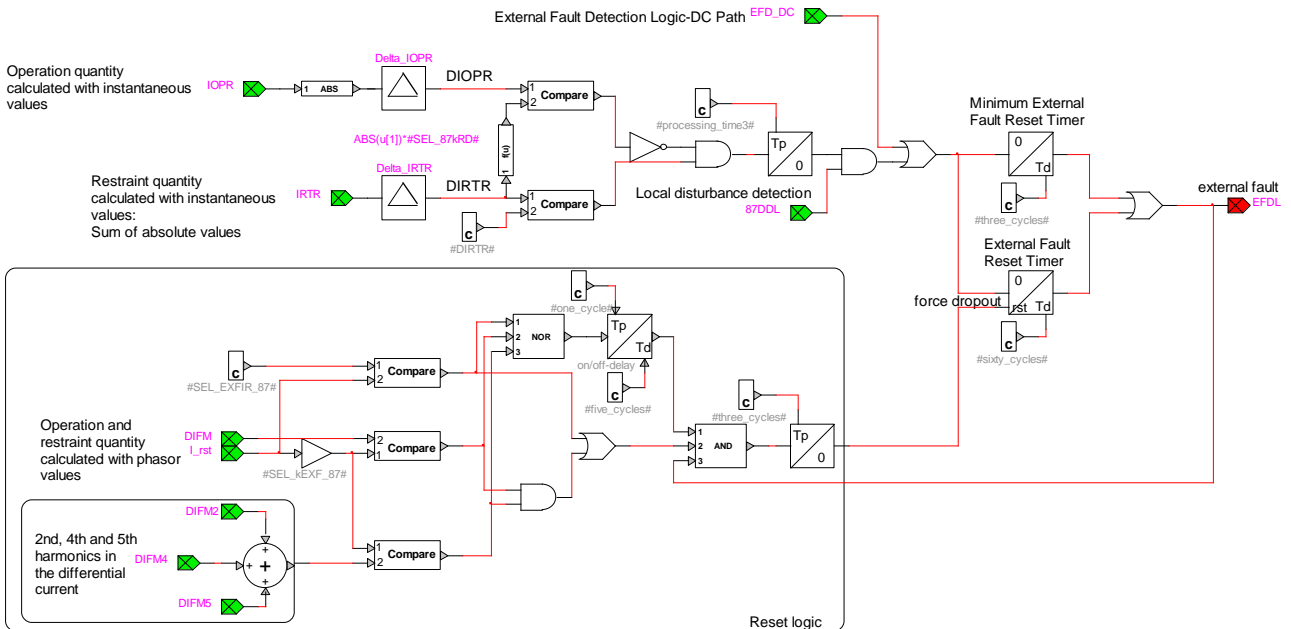 External Fault Detection Logic-DC Path EFD_DC
Operation quantity
calculated with instantaneous
values
IOPR
1 ABS
Delta_IOPR
DIOPR
1
2
Compare
C
#processing_time3#
Tp
0
Minimum External
Fault Reset Timer
0
Td
C
#three_cycles#
ABS(u[1])*#SEL_87kRD#
f(u)
1
Restraint quantity
calculated with instantaneous
values:
Sum of absolute values
IRTR
Delta_IRTR
DIRTR
1
2
Compare
C
#DIRTR#
Local disturbance detection
87DDL
external fault
EFDL
External Fault
Reset Timer
0
rst
Td
force dropout
C
#sixty_cycles#
C
#one_cycle#
1
2
3
NOR
Tp
Td
on/off-delay
C
#five_cycles#
C
#SEL_EXFIR_87#
1
2
Compare
C
#three_cycles#
1
2
3
AND
Tp
0
Operation and
restraint quantity
calculated with phasor
values
DIFM
I_rst
#SEL_kEXF_87#
2
1
Compare
2nd, 4th and 5th
harmonics in
the differential
current
DIFM2
DIFM4
DIFM5
+
+
+
+
1
2
Compare
Reset logic